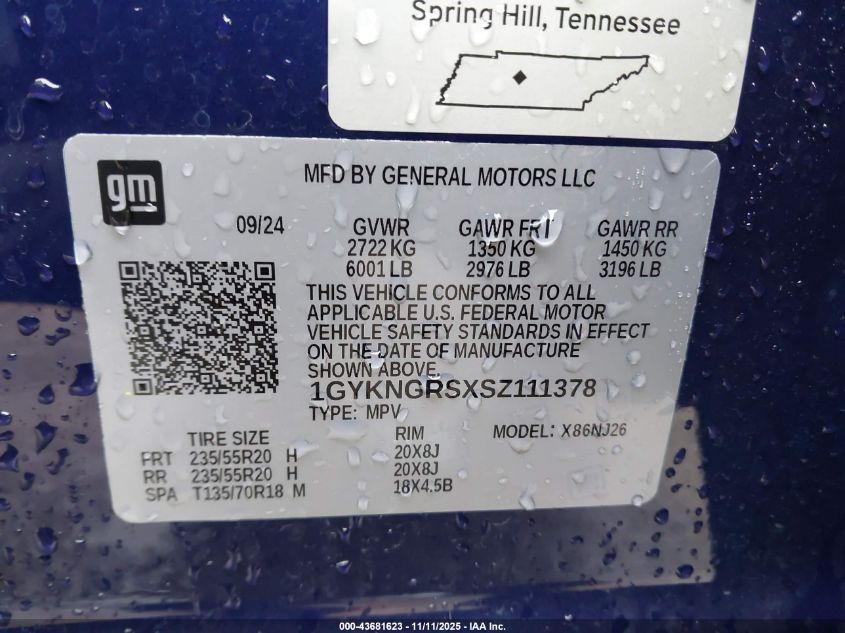 Spring Hill, Tennessee
gm
MFD BY GENERAL MOTORS LLC
09/24 GVWR GAWR FRT GAWR RR
2722 KG 1350 KG 1450 KG
6001 LB 2976 LB 3196 LB
THIS VEHICLE CONFORMS TO ALL
APPLICABLE U.S. FEDERAL MOTOR
VEHICLE SAFETY STANDARDS IN EFFECT
ON THE DATE OF MANUFACTURE
SHOWN ABOVE.
1GYKNGRSXSZ111378
TYPE: MPV
TIRE SIZE RIM MODEL: X86NJ26
FRT 235/55R20 H 20X8J
RR 235/55R20 H 20X8J
SPA T135/70R18 M 18X4.5B
000-43681623 - 11/11/2025 - IAA Inc.